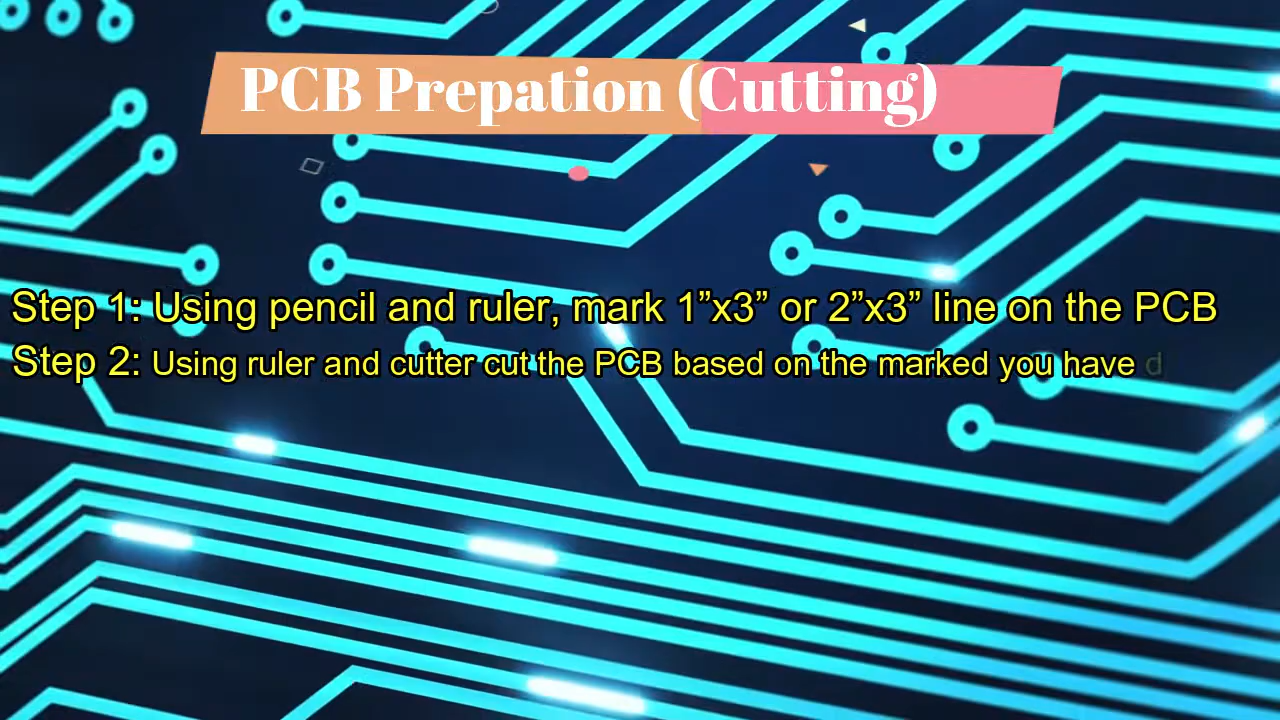 PCB Prepation (Cutting)
Step 1: Using pencil and ruler, mark 1”x3” or 2”x3” line on the PCB
Step 2: Using ruler and cutter cut the PCB based on the marked you have d